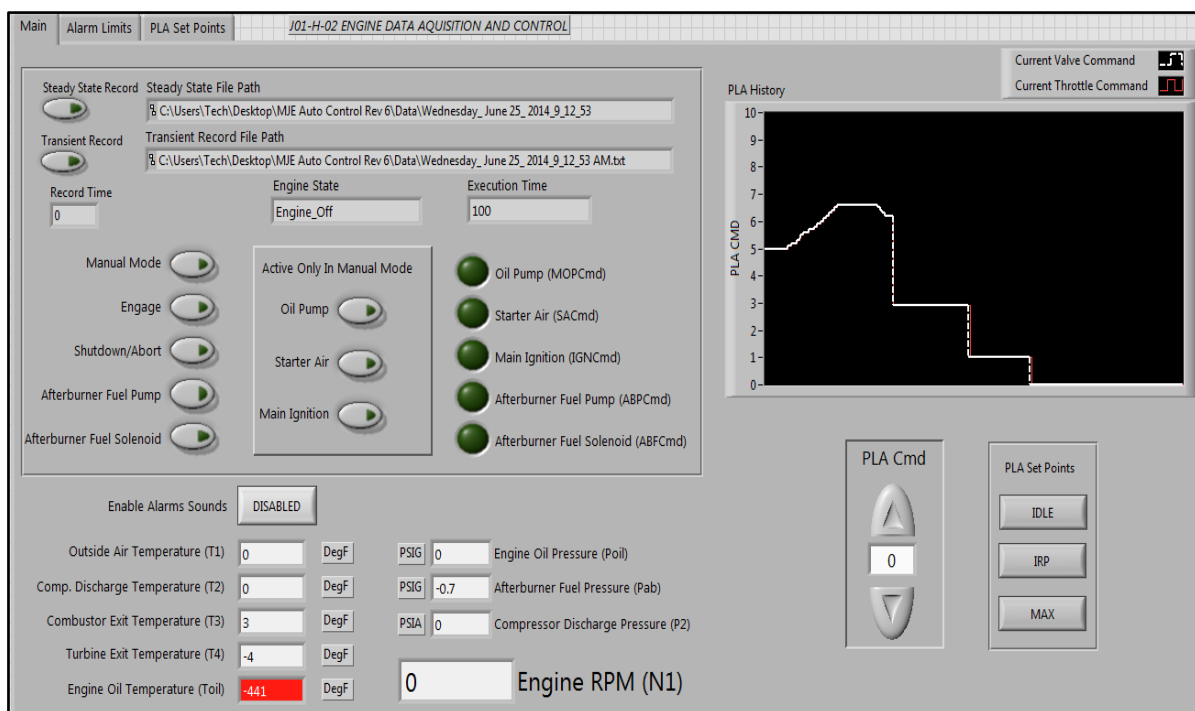 Main Alarm Limits PLA Set Points J01-H-02 ENGINE DATA AQUISITION AND CONTROL
Steady State Record Steady State File Path
C:\Users\Tech\Desktop\MJE Auto Control Rev 6\Data\Wednesday_ June 25_ 2014_9_12_53
Transient Record Transient Record File Path
C:\Users\Tech\Desktop\MJE Auto Control Rev 6\Data\Wednesday_ June 25_ 2014_9_12_53 AM.txt
Record Time Engine State Execution Time
0 Engine_Off 100
Manual Mode
Engage
Shutdown/Abort
Afterburner Fuel Pump
Afterburner Fuel Solenoid
Active Only In Manual Mode
Oil Pump
Starter Air
Main Ignition
Oil Pump (MOPCmd)
Starter Air (SACmd)
Main Ignition (IGNCmd)
Afterburner Fuel Pump (ABPCmd)
Afterburner Fuel Solenoid (ABFCmd)
Enable Alarms Sounds DISABLED
Outside Air Temperature (T1) 0 DegF
Comp. Discharge Temperature (T2) 0 DegF
Combustor Exit Temperature (T3) 3 DegF
Turbine Exit Temperature (T4) -4 DegF
Engine Oil Temperature (Toil) -441 DegF
PSIG 0 Engine Oil Pressure (Poil)
PSIG -0.7 Afterburner Fuel Pressure (Pab)
PSIA 0 Compressor Discharge Pressure (P2)
0 Engine RPM (N1)
Current Valve Command
Current Throttle Command
PLA History
PLA CMD
10
9
8
7
6
5
4
3
2
1
0
PLA Cmd
0
PLA Set Points
IDLE
IRP
MAX